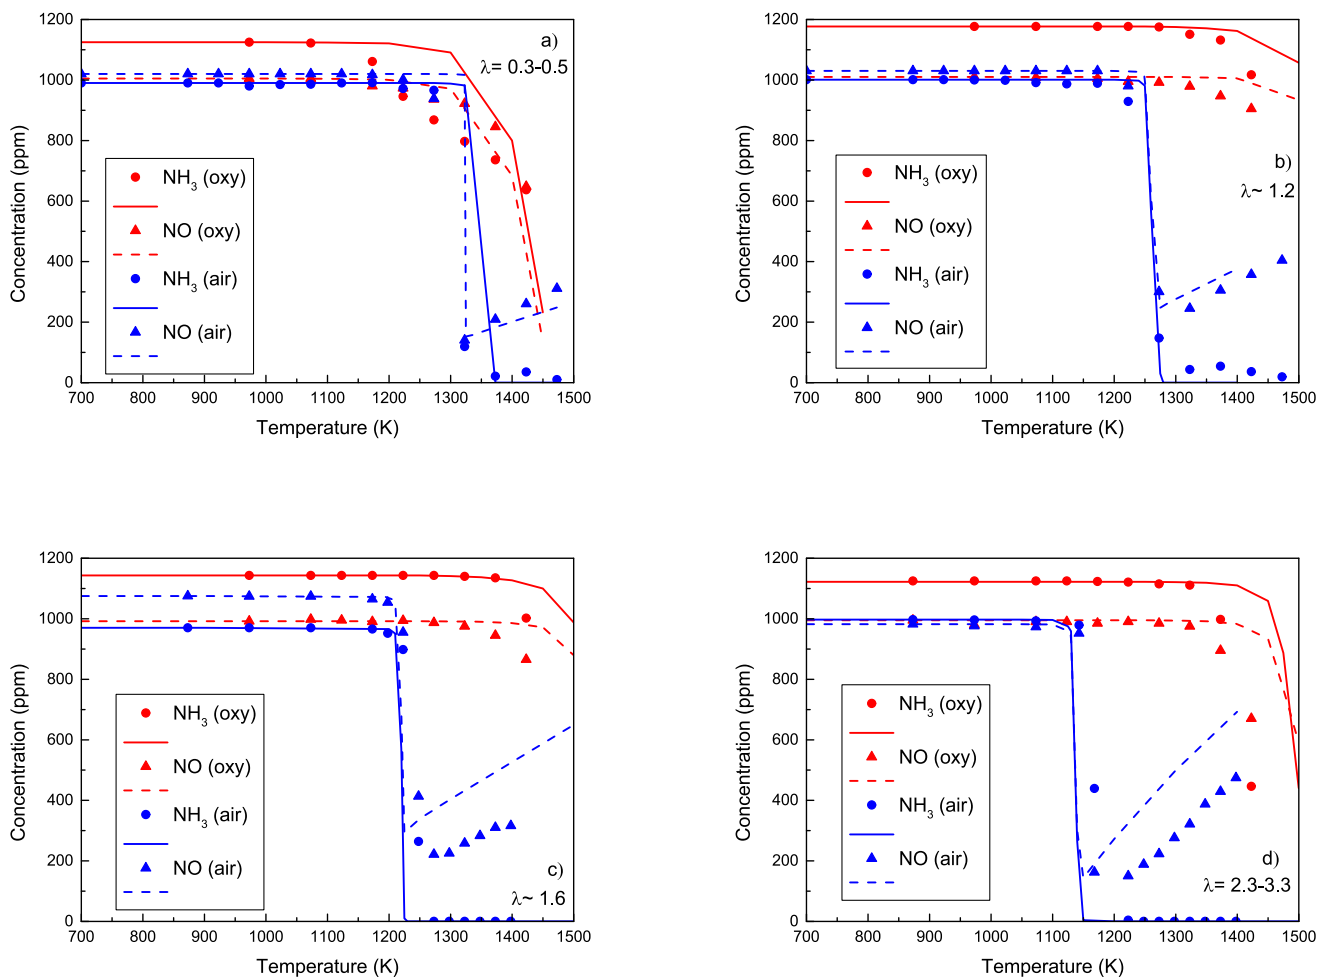 1200
1000
800
600
400
200
0
Concentration (ppm)
a)
λ= 0.3-0.5
NH3 (oxy)
NO (oxy)
NH3 (air)
NO (air)
700 800 900 1000 1100 1200 1300 1400 1500
Temperature (K)
1200
1000
800
600
400
200
0
Concentration (ppm)
b)
λ~ 1.2
NH3 (oxy)
NO (oxy)
NH3 (air)
NO (air)
700 800 900 1000 1100 1200 1300 1400 1500
Temperature (K)
1200
1000
800
600
400
200
0
Concentration (ppm)
NH3 (oxy)
NO (oxy)
NH3 (air)
NO (air)
c)
λ~ 1.6
700 800 900 1000 1100 1200 1300 1400 1500
Temperature (K)
1200
1000
800
600
400
200
0
Concentration (ppm)
NH3 (oxy)
NO (oxy)
NH3 (air)
NO (air)
d)
λ= 2.3-3.3
700 800 900 1000 1100 1200 1300 1400 1500
Temperature (K)